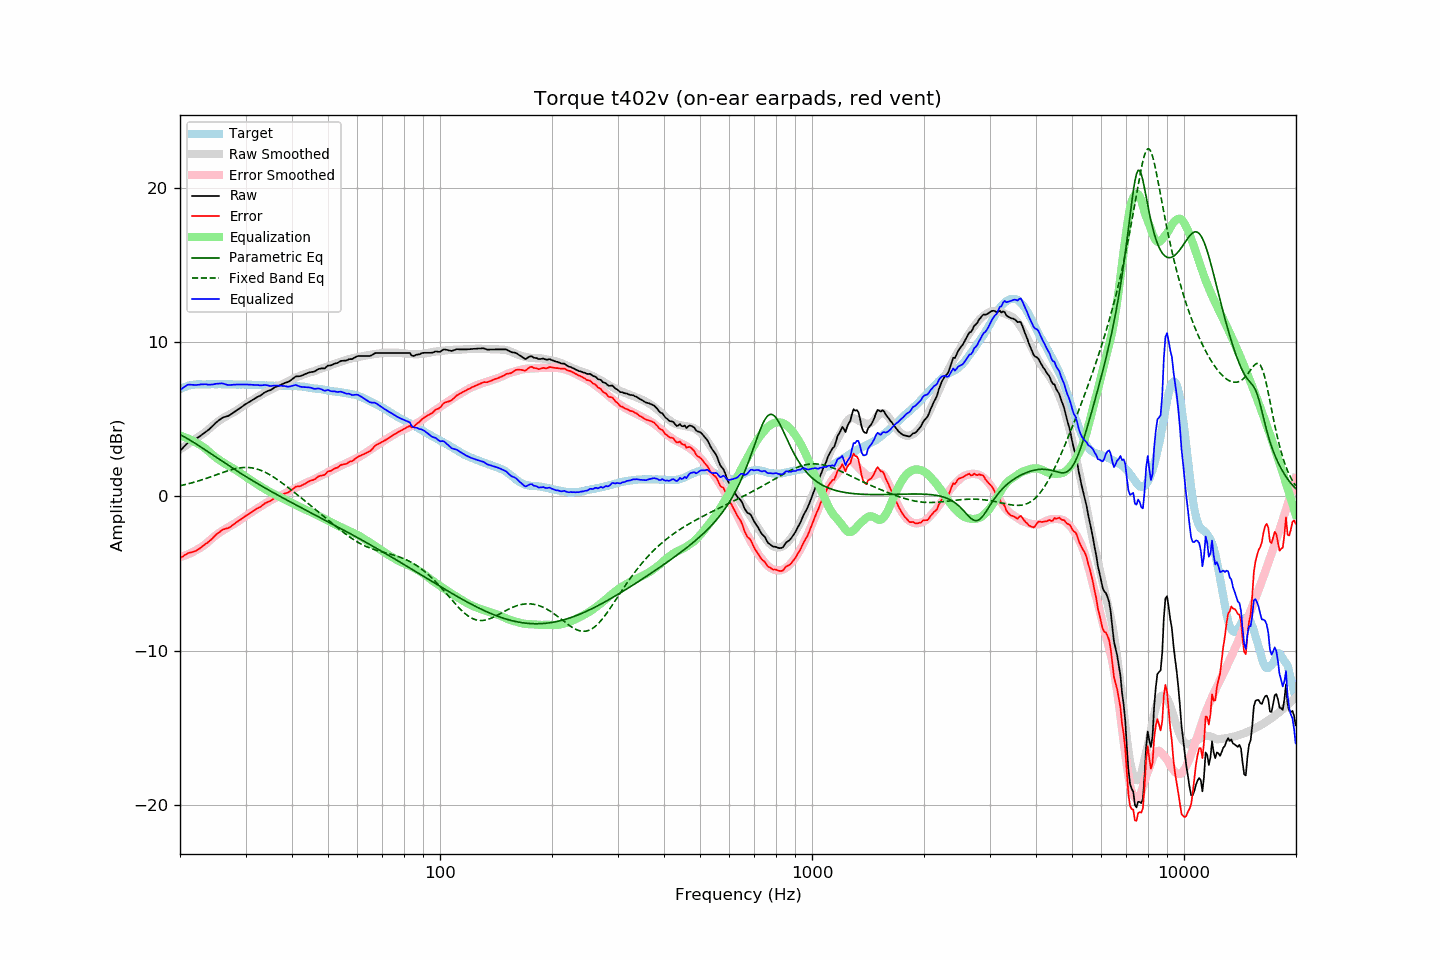 Torque t402v (on-ear earpads, red vent)
Target
Raw Smoothed
Error Smoothed
Raw
Error
Equalization
Parametric Eq
Fixed Band Eq
Equalized
20
10
0
−10
−20
Amplitude (dBr)
100
1000
10000
Frequency (Hz)